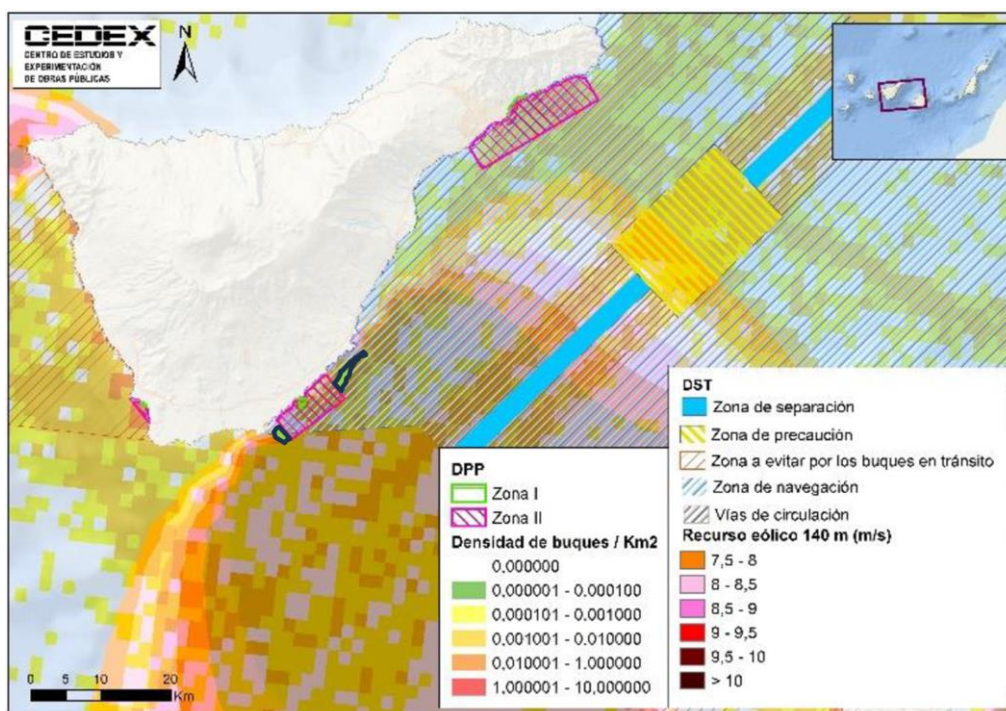 CEDEX
CENTRO DE ESTUDIOS Y
EXPERIMENTACIÓN
DE OBRAS PÚBLICAS
N
DPP
Zona I
Zona II
Densidad de buques / Km2
0,000000
0,000001 - 0,000100
0,000101 - 0,001000
0,001001 - 0,010000
0,010001 - 1,000000
1,000001 - 10,000000
DST
Zona de separación
Zona de precaución
Zona a evitar por los buques en tránsito
Zona de navegación
Vías de circulación
Recurso eólico 140 m (m/s)
7,5 - 8
8 - 8,5
8,5 - 9
9 - 9,5
9,5 - 10
> 10
0 5 10 20
Km